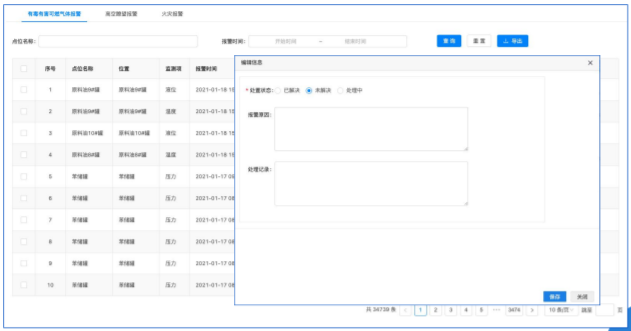 有毒有害可燃气体报警 高空瞭望报警 火灾报警
点位名称: 报警时间: 开始时间 ~ 结束时间 查询 重置 导出
序号 点位名称 位置 监测项 报警时间
编辑信息
1 原料油9#罐 原料油9#罐 液位 2021-01-18 15
* 处置状态: 已解决 未解决 处理中
2 原料油9#罐 原料油9#罐 温度 2021-01-18 15
报警原因:
3 原料油10#罐 原料油10#罐 液位 2021-01-18 15
4 原料油9#罐 原料油9#罐 温度 2021-01-18 15
处理记录:
5 苯储罐 苯储罐 压力 2021-01-17 09
6 苯储罐 苯储罐 压力 2021-01-17 08
7 苯储罐 苯储罐 压力 2021-01-17 08
8 苯储罐 苯储罐 压力 2021-01-17 08
9 苯储罐 苯储罐 压力 2021-01-17 08
10 苯储罐 苯储罐 压力 2021-01-17 08
保存 关闭
共 34739 条 < 1 2 3 4 5 ••• 3474 > 10 条/页 跳至 页